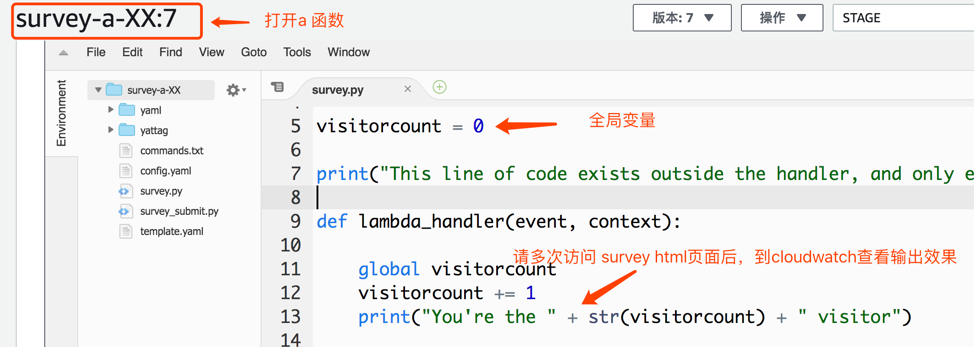 survey-a-XX:7
打开a 函数
版本: 7
操作
STAGE
File Edit Find View Goto Tools Window
Environment
survey-a-XX
yaml
yattag
commands.txt
config.yaml
survey.py
survey_submit.py
template.yaml
survey.py
5 visitorcount = 0
全局变量
6
7 print("This line of code exists outside the handler, and only e
8
9 def lambda_handler(event, context):
10
请多次访问 survey html页面后，到cloudwatch查看输出效果
11 global visitorcount
12 visitorcount += 1
13 print("You're the " + str(visitorcount) + " visitor")
14